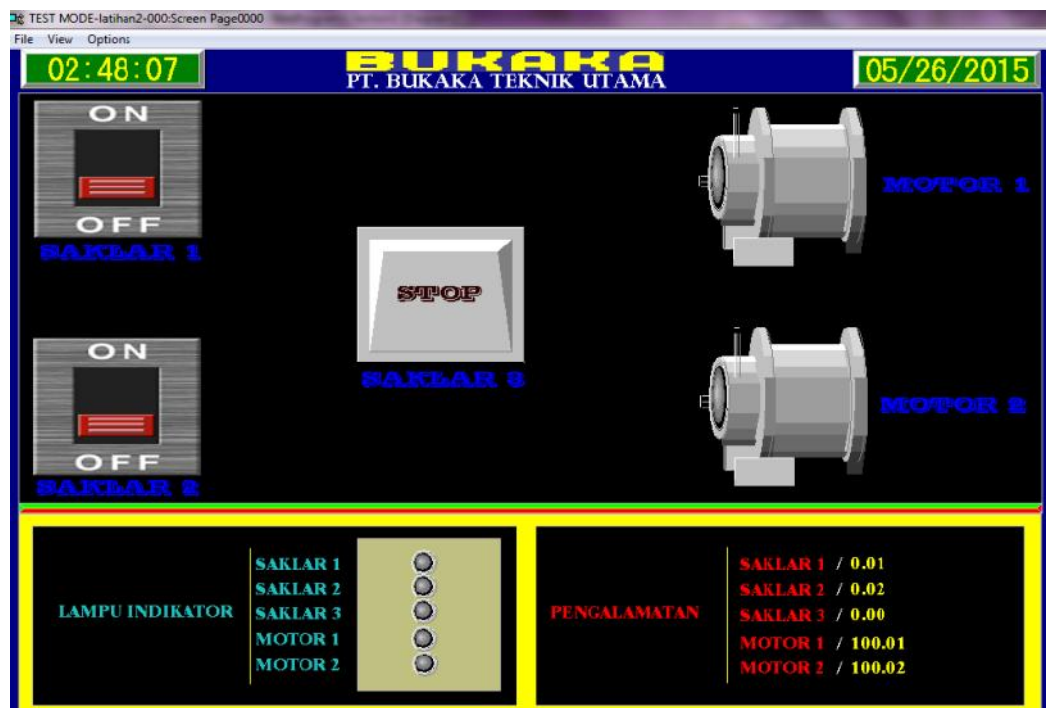 TEST MODE-latihan2-000:Screen Page0000
File View Options
02:48:07
BUKAKA
PT. BUKAKA TEKNIK UTAMA
05/26/2015
ON
OFF
SAKLAR 1
STOP
SAKLAR 3
MOTOR 1
ON
OFF
SAKLAR 2
MOTOR 2
LAMPU INDIKATOR
SAKLAR 1
SAKLAR 2
SAKLAR 3
MOTOR 1
MOTOR 2
PENGALAMATAN
SAKLAR 1 / 0.01
SAKLAR 2 / 0.02
SAKLAR 3 / 0.00
MOTOR 1 / 100.01
MOTOR 2 / 100.02